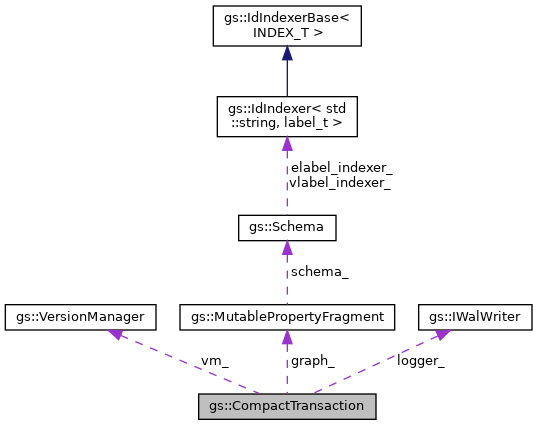 gs::IdIndexerBase<
INDEX_T >
gs::IdIndexer< std
::string, label_t >
elabel_indexer_
vlabel_indexer_
gs::Schema
schema_
gs::VersionManager
gs::MutablePropertyFragment
gs::IWalWriter
vm_
graph_
logger_
gs::CompactTransaction